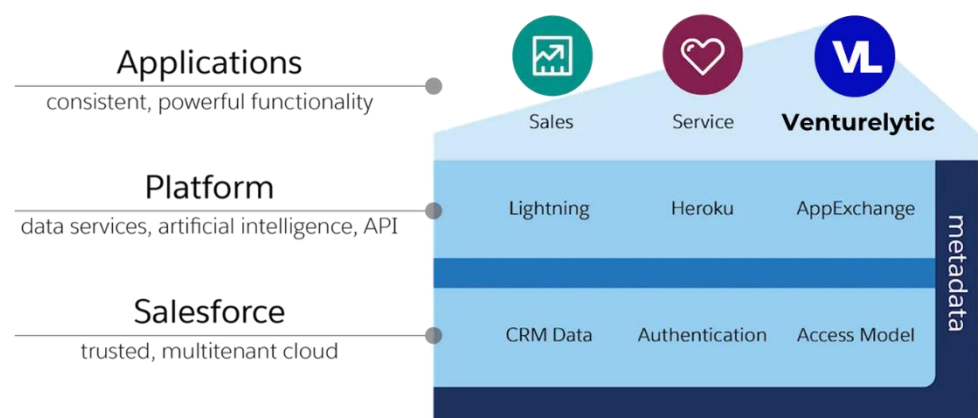 Applications
consistent, powerful functionality
VL
Sales
Service
Venturelytic
Platform
data services, artificial intelligence, API
Lightning
Heroku
AppExchange
metadata
Salesforce
trusted, multitenant cloud
CRM Data
Authentication
Access Model